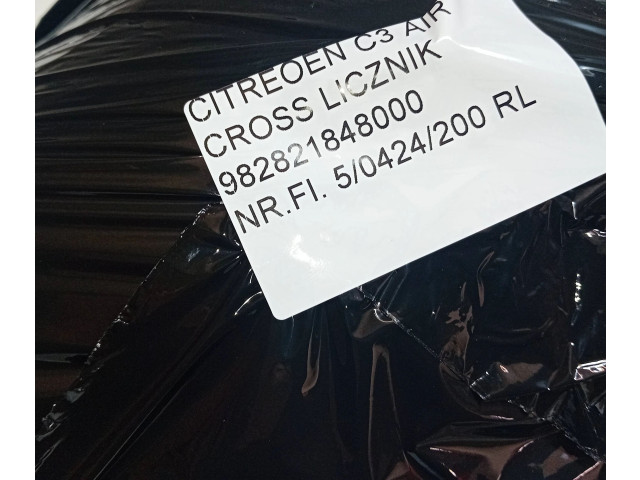 CITREOEN C3 AIR
CROSS LICZNIK
982821848000
NR.FI. 5/0424/200 RL